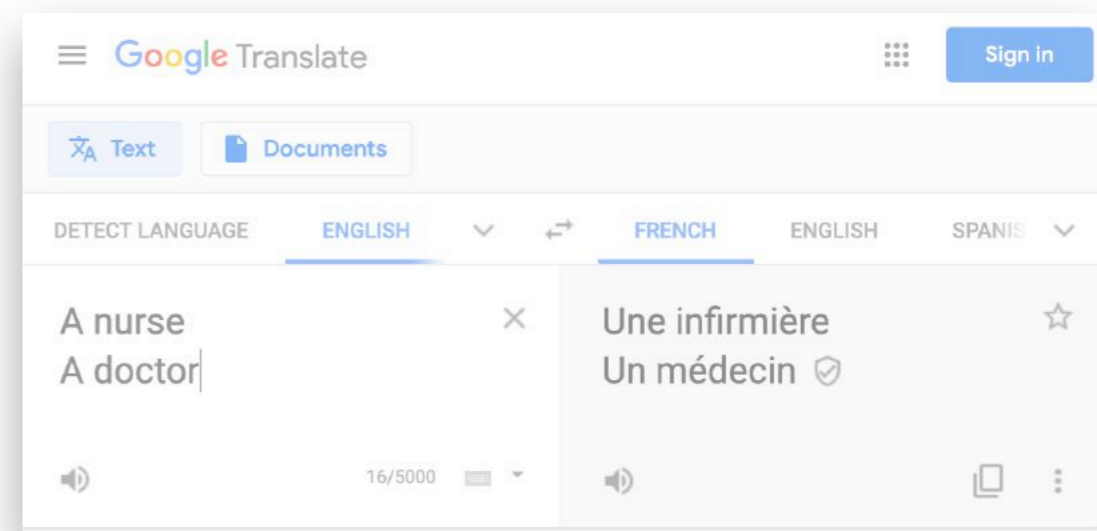 Google Translate
Sign in
Text
Documents
DETECT LANGUAGE ENGLISH FRENCH ENGLISH SPANIS
A nurse
A doctor
Une infirmière
Un médecin
16/5000